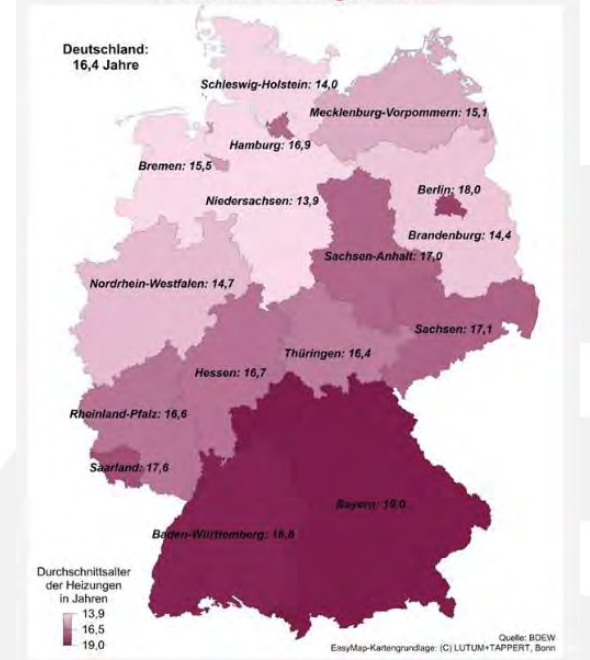 Deutschland:
16,4 Jahre
Schleswig-Holstein: 14,0
Mecklenburg-Vorpommern: 15,1
Hamburg: 16,9
Bremen: 15,5
Berlin: 18,0
Niedersachsen: 13,9
Brandenburg: 14,4
Sachsen-Anhalt: 17,0
Nordrhein-Westfalen: 14,7
Sachsen: 17,1
Thüringen: 16,4
Hessen: 16,7
Rheinland-Pfalz: 16,6
Saarland: 17,6
Bayern: 19,0
Baden-Württemberg: 18,8
Durchschnittsalter
der Heizungen
in Jahren
13,9
16,5
19,0
Quelle: BDEW
EasyMap-Kartengrundlage: (C) LUTUM+TAPPERT, Bonn